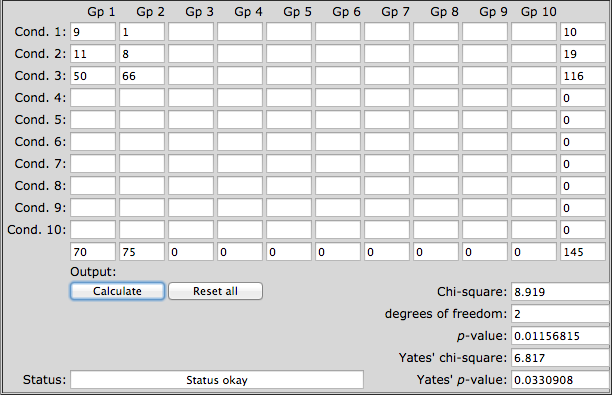 Gp 1 Gp 2 Gp 3 Gp 4 Gp 5 Gp 6 Gp 7 Gp 8 Gp 9 Gp 10
Cond. 1: 9 1 10
Cond. 2: 11 8 19
Cond. 3: 50 66 116
Cond. 4: 0
Cond. 5: 0
Cond. 6: 0
Cond. 7: 0
Cond. 8: 0
Cond. 9: 0
Cond. 10: 0
70 75 0 0 0 0 0 0 0 0 145
Output:
Calculate Reset all Chi-square: 8.919
degrees of freedom: 2
p-value: 0.01156815
Yates' chi-square: 6.817
Status: Status okay Yates' p-value: 0.0330908